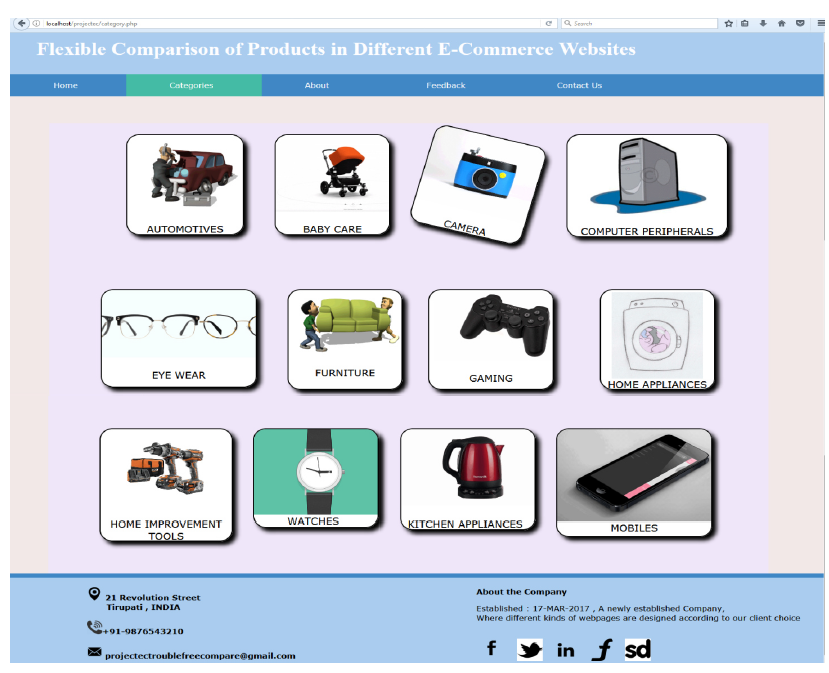 localhost/projectec/category.php
Search
Flexible Comparison of Products in Different E-Commerce Websites
Home Categories About Feedback Contact Us
AUTOMOTIVES BABY CARE CAMERA COMPUTER PERIPHERALS
EYE WEAR FURNITURE GAMING HOME APPLIANCES
HOME IMPROVEMENT
TOOLS
WATCHES KITCHEN APPLIANCES MOBILES
21 Revolution Street
Tirupati , INDIA
+91-9876543210
projectectroublefreecompare@gmail.com
About the Company
Established : 17-MAR-2017 , A newly established Company,
Where different kinds of webpages are designed according to our client choice
f in f sd